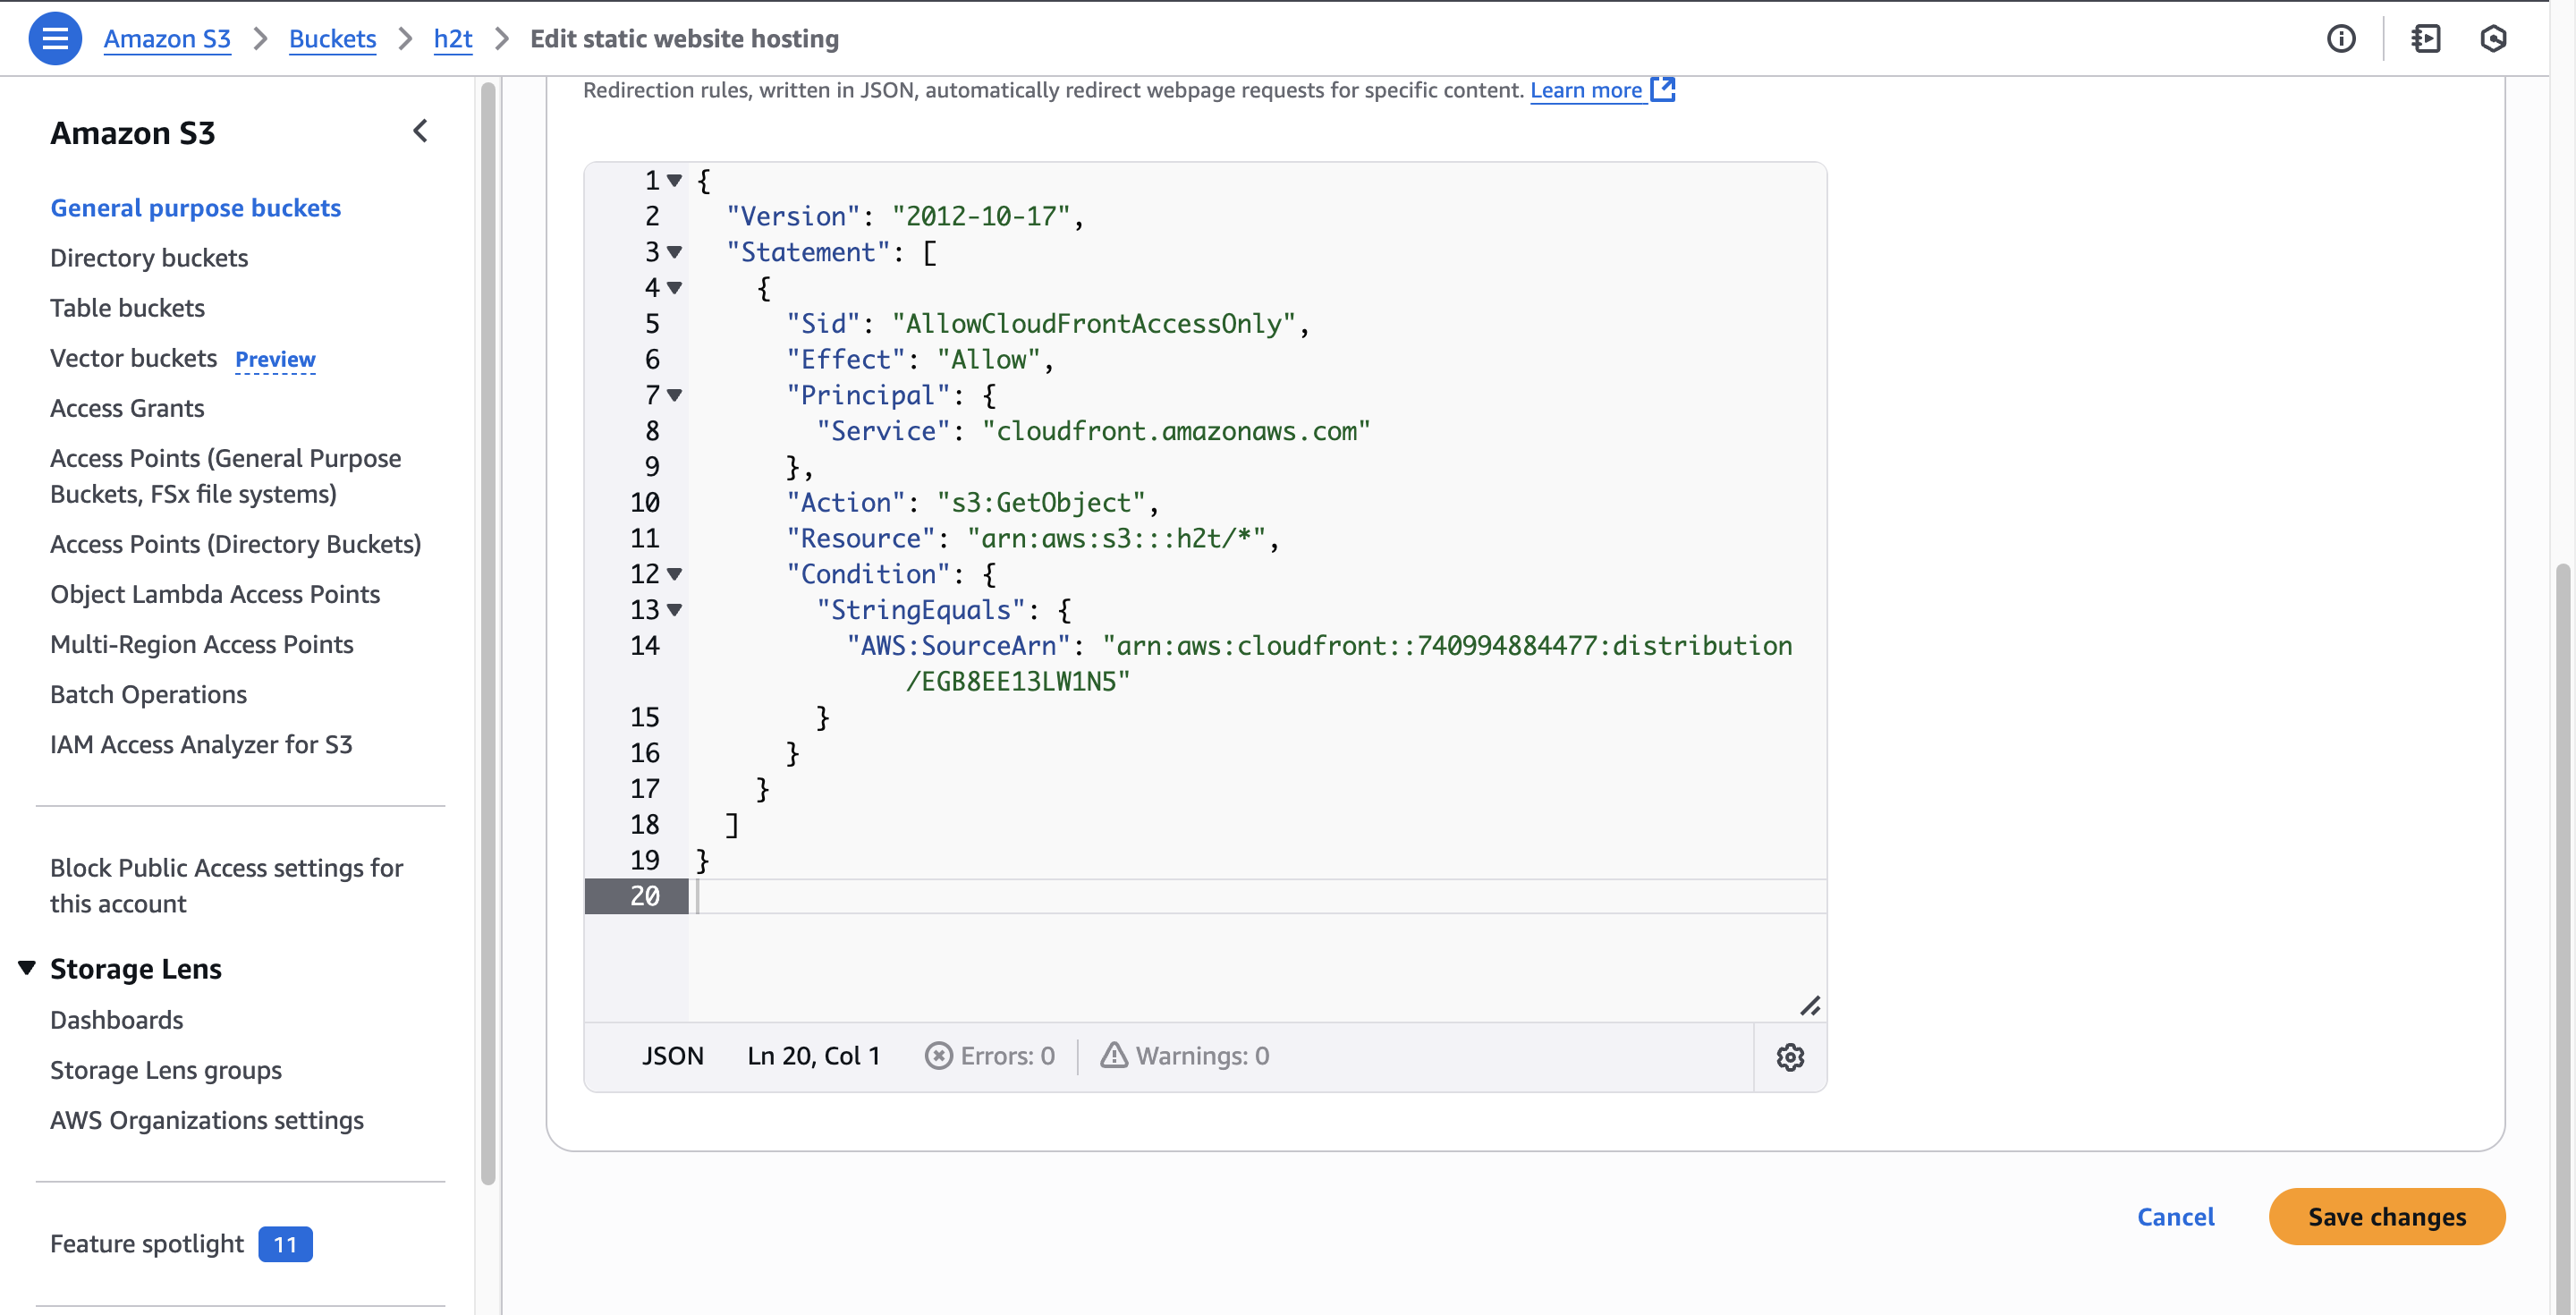 Amazon S3 > Buckets > h2t > Edit static website hosting
Amazon S3
General purpose buckets
Directory buckets
Table buckets
Vector buckets Preview
Access Grants
Access Points (General Purpose
Buckets, FSx file systems)
Access Points (Directory Buckets)
Object Lambda Access Points
Multi-Region Access Points
Batch Operations
IAM Access Analyzer for S3
Block Public Access settings for
this account
Storage Lens
Dashboards
Storage Lens groups
AWS Organizations settings
Feature spotlight 11
Redirection rules, written in JSON, automatically redirect webpage requests for specific content. Learn more
1 {
2 "Version": "2012-10-17",
3 "Statement": [
4 {
5 "Sid": "AllowCloudFrontAccessOnly",
6 "Effect": "Allow",
7 "Principal": {
8 "Service": "cloudfront.amazonaws.com"
9 },
10 "Action": "s3:GetObject",
11 "Resource": "arn:aws:s3:::h2t/*",
12 "Condition": {
13 "StringEquals": {
14 "AWS:SourceArn": "arn:aws:cloudfront::740994884477:distribution
/EGB8EE13LW1N5"
15 }
16 }
17 }
18 ]
19 }
20
JSON Ln 20, Col 1 Errors: 0 Warnings: 0
Cancel Save changes